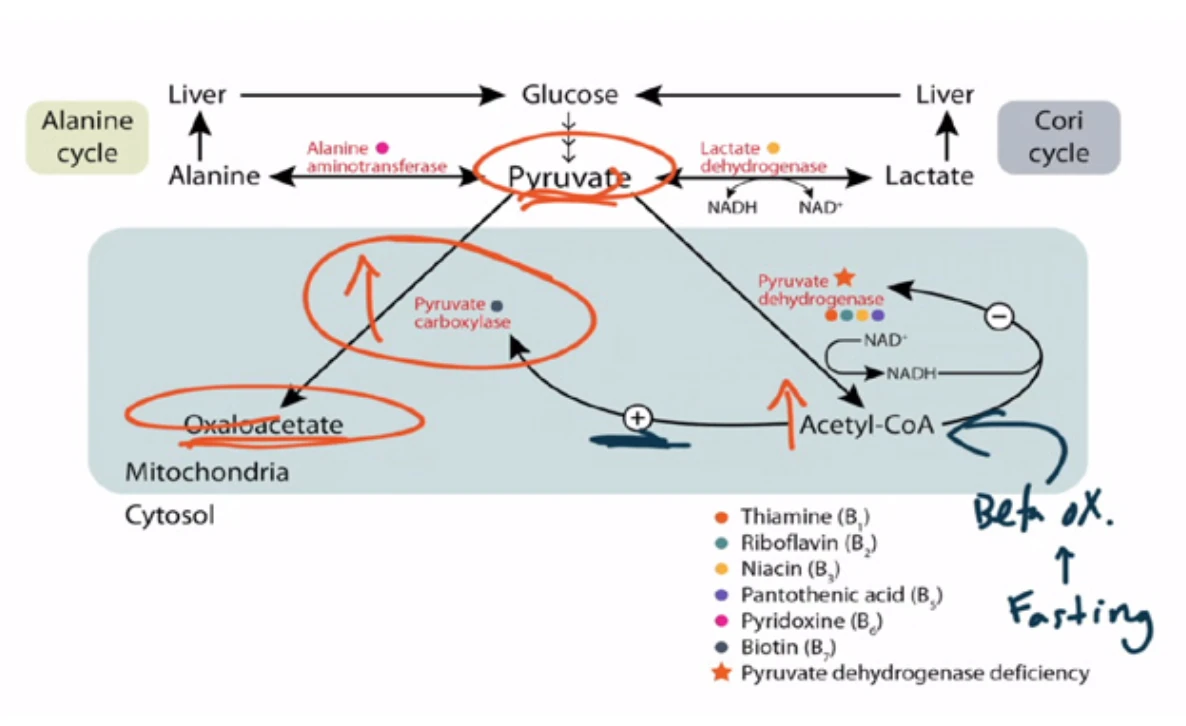 Liver
Glucose
Liver
Alanine
cycle
Cori
cycle
Alanine
aminotransferase
Lactate
dehydrogenase
Alanine
Pyruvate
Lactate
NADH
NAD⁺
Pyruvate
carboxylase
Pyruvate
dehydrogenase
NAD⁺
NADH
−
+
Oxaloacetate
Acetyl-CoA
Mitochondria
Cytosol
Beta ox.
Fasting
Thiamine (B₁)
Riboflavin (B₂)
Niacin (B₃)
Pantothenic acid (B₅)
Pyridoxine (B₆)
Biotin (B₇)
Pyruvate dehydrogenase deficiency